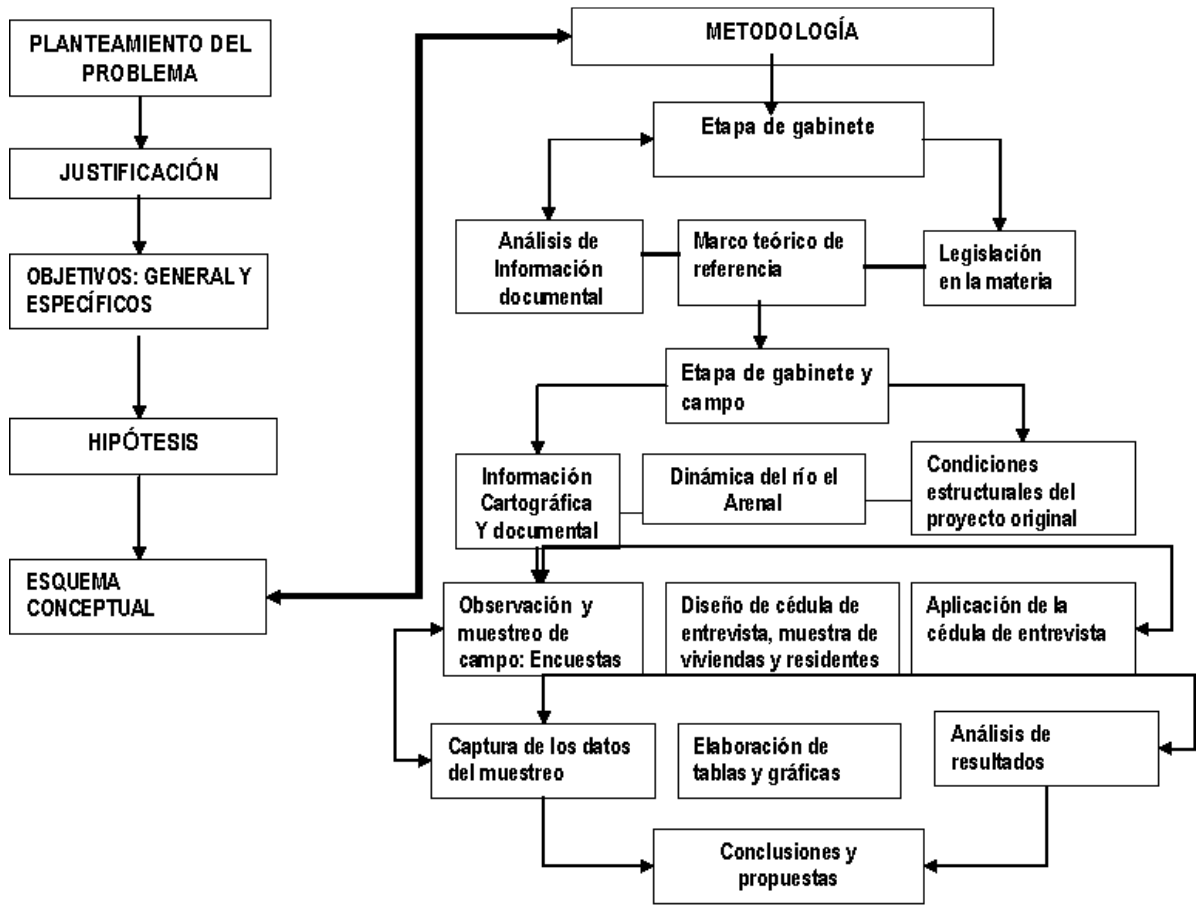 PLANTEAMIENTO DEL
PROBLEMA
JUSTIFICACIÓN
OBJETIVOS: GENERAL Y
ESPECÍFICOS
HIPÓTESIS
ESQUEMA
CONCEPTUAL
METODOLOGÍA
Etapa de gabinete
Análisis de
Información
documental
Marco teórico de
referencia
Legislación
en la materia
Etapa de gabinete y
campo
Información
Cartográfica
Y documental
Dinámica del río el
Arenal
Condiciones
estructurales del
proyecto original
Observación y
muestreo de
campo: Encuestas
Diseño de cédula de
entrevista, muestra de
viviendas y residentes
Aplicación de la
cédula de entrevista
Captura de los datos
del muestreo
Elaboración de
tablas y gráficas
Análisis de
resultados
Conclusiones y
propuestas